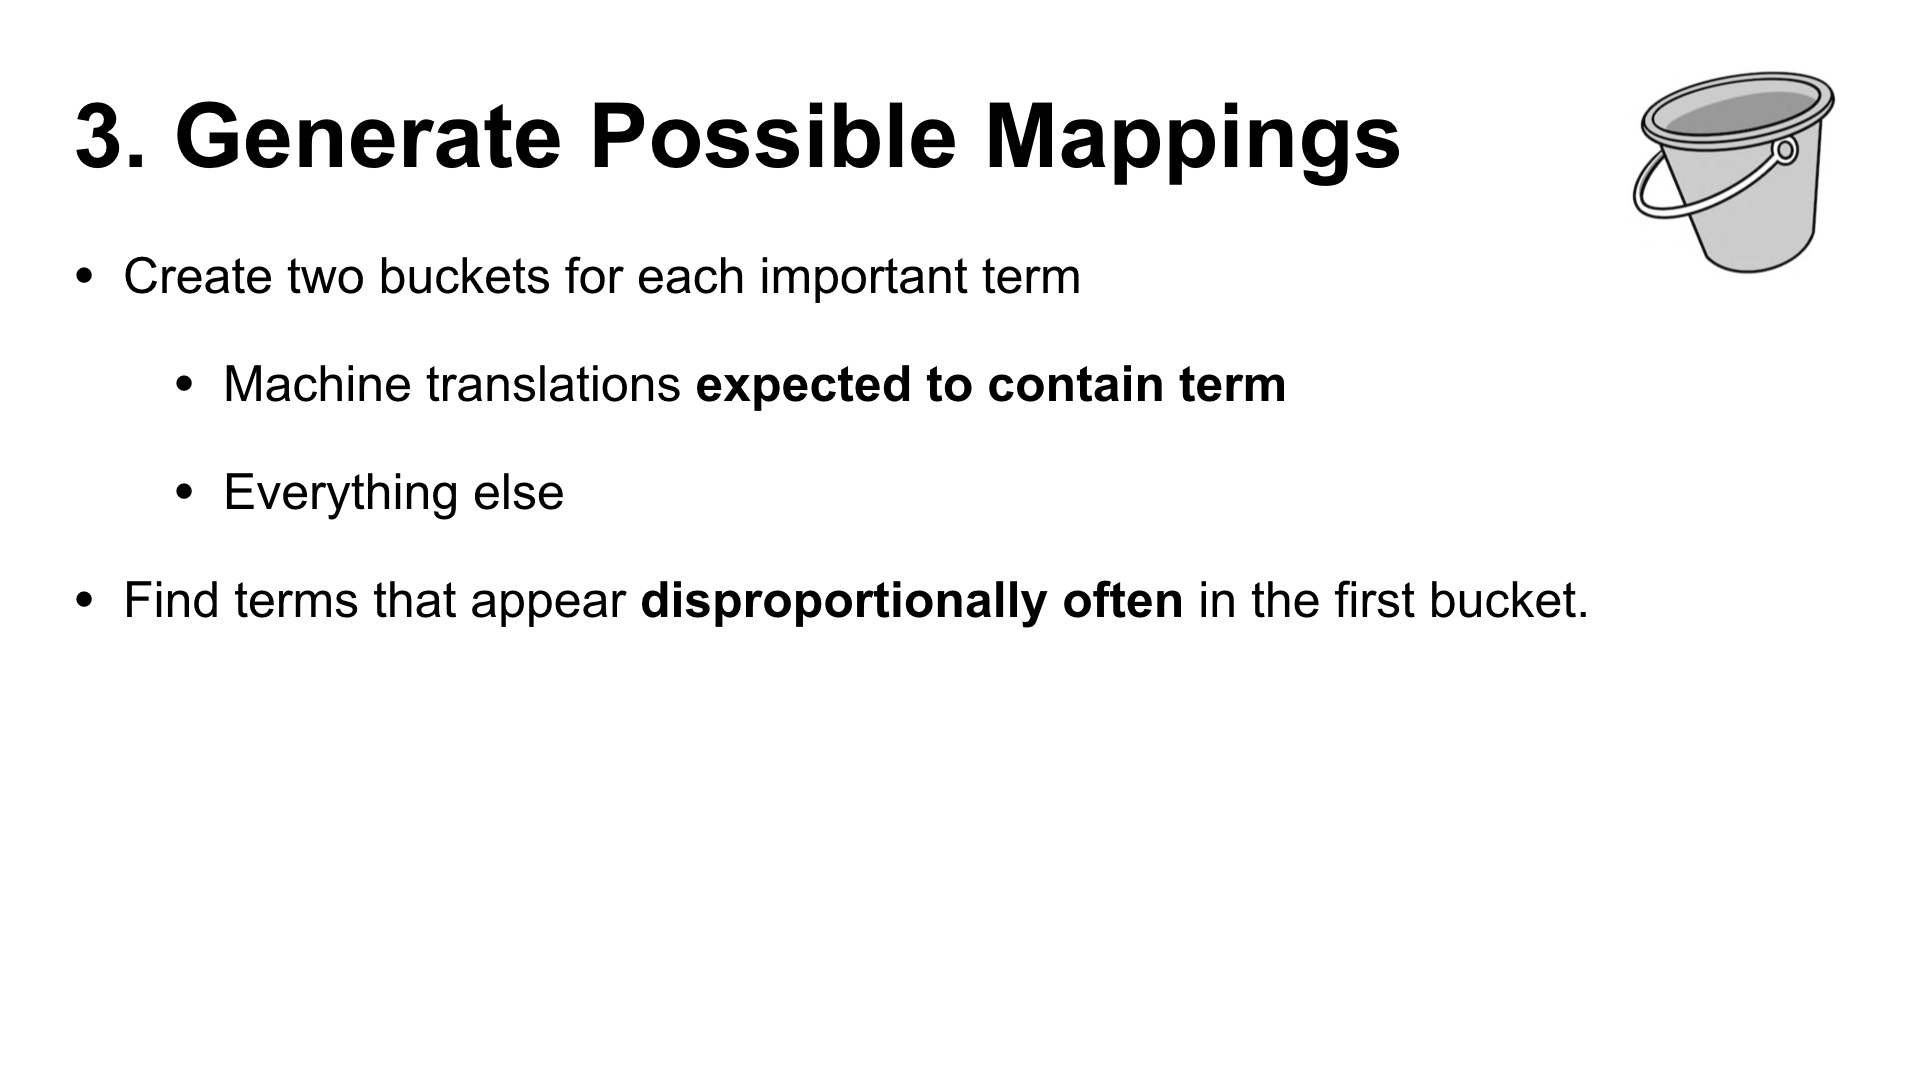 3. Generate Possible Mappings
• Create two buckets for each important term
• Machine translations expected to contain term
• Everything else
• Find terms that appear disproportionally often in the first bucket.